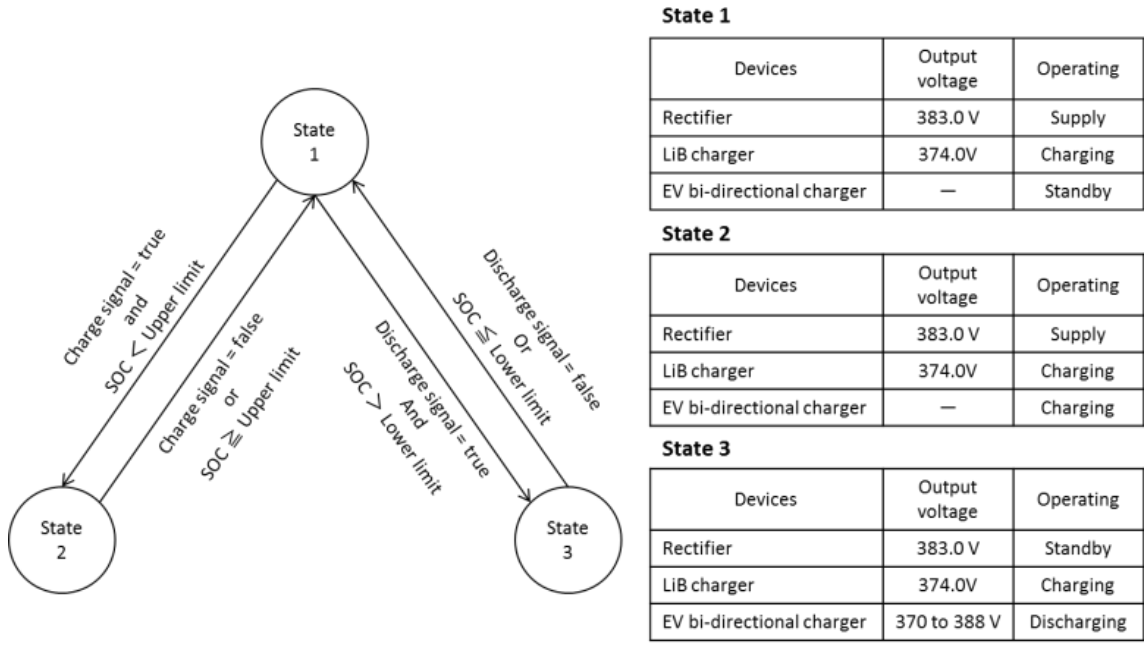 State
1
State
2
State
3
Charge signal = true
and
SOC < Upper limit
Charge signal = false
or
SOC ≧ Upper limit
Discharge signal = true
And
SOC > Lower limit
Discharge signal = false
Or
SOC ≦ Lower limit
State 1
Devices Output voltage Operating
Rectifier 383.0 V Supply
LiB charger 374.0V Charging
EV bi-directional charger — Standby
State 2
Devices Output voltage Operating
Rectifier 383.0 V Supply
LiB charger 374.0V Charging
EV bi-directional charger — Charging
State 3
Devices Output voltage Operating
Rectifier 383.0 V Standby
LiB charger 374.0V Charging
EV bi-directional charger 370 to 388 V Discharging